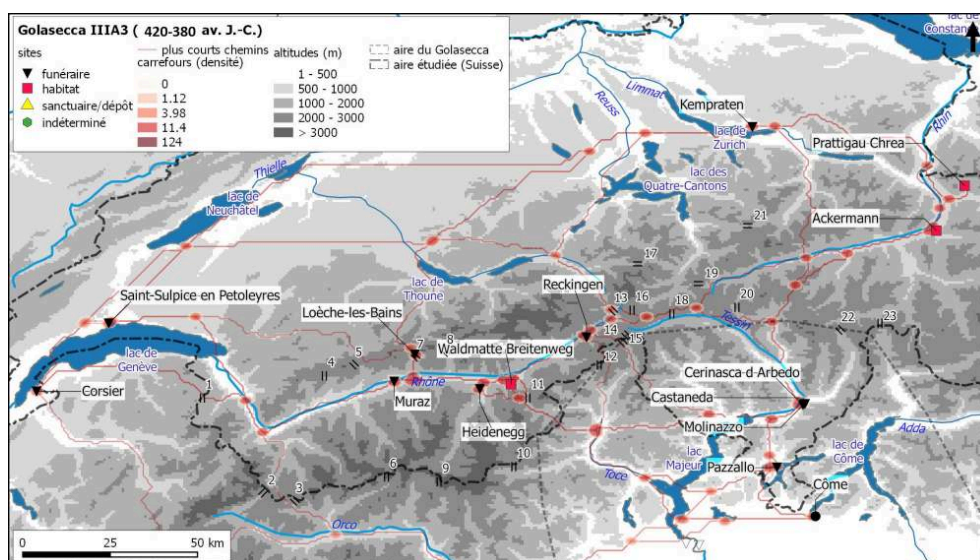 Golasecca IIIA3 ( 420-380 av. J.-C.)
sites
funéraire
habitat
sanctuaire/dépôt
indéterminé
plus courts chemins
carrefours (densité)
0
1.12
3.98
11.4
124
altitudes (m)
1 - 500
500 - 1000
1000 - 2000
2000 - 3000
> 3000
aire du Golasecca
aire étudiée (Suisse)
lac de
Constan
Limmat
Reuss
Kempraten
Rhin
lac de
Zurich
Prattigau Chrea
Thielle
lac des
Quatre-Cantons
lac de
Neuchâtel
21
Ackermann
17
lac de
Thoune
19
Reckingen
Saint-Sulpice en Petoleyres
13
16
18
20
Loèche-les-Bains
Tessin
14
15
22
23
8
7
Waldmatte Breitenweg
lac de
Genève
5
4
12
Cerinasca d Arbedo
1
Rhône
11
Castaneda
Corsier
Muraz
Molinazzo
Adda
Heidenegg
lac
Majeur
lac de
Côme
10
Pazzallo
6
9
Toce
2
3
Côme
Orco
0
25
50 km